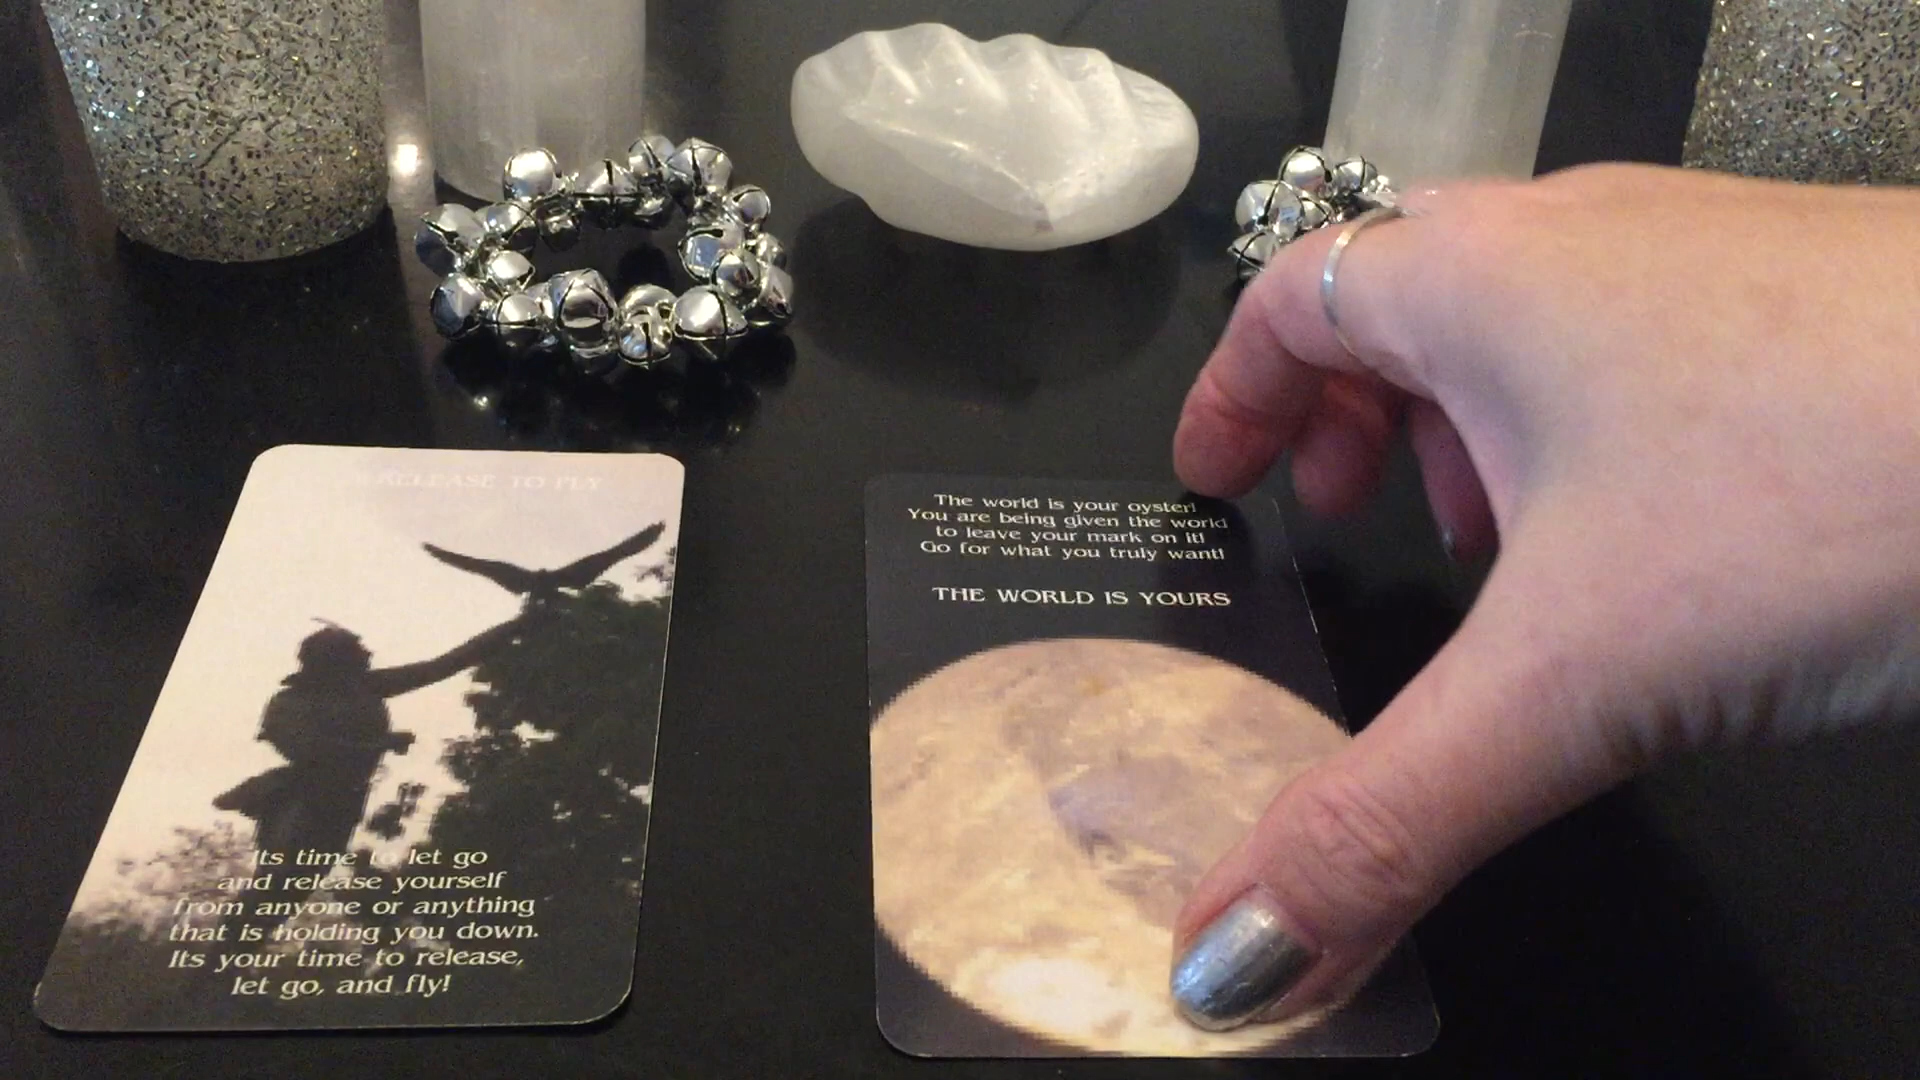 RELEASE TO FLY
Its time to let go
and release yourself
from anyone or anything
that is holding you down.
Its your time to release,
let go, and fly!
The world is your oyster!
You are being given the world
to leave your mark on it!
Go for what you truly want!
THE WORLD IS YOURS